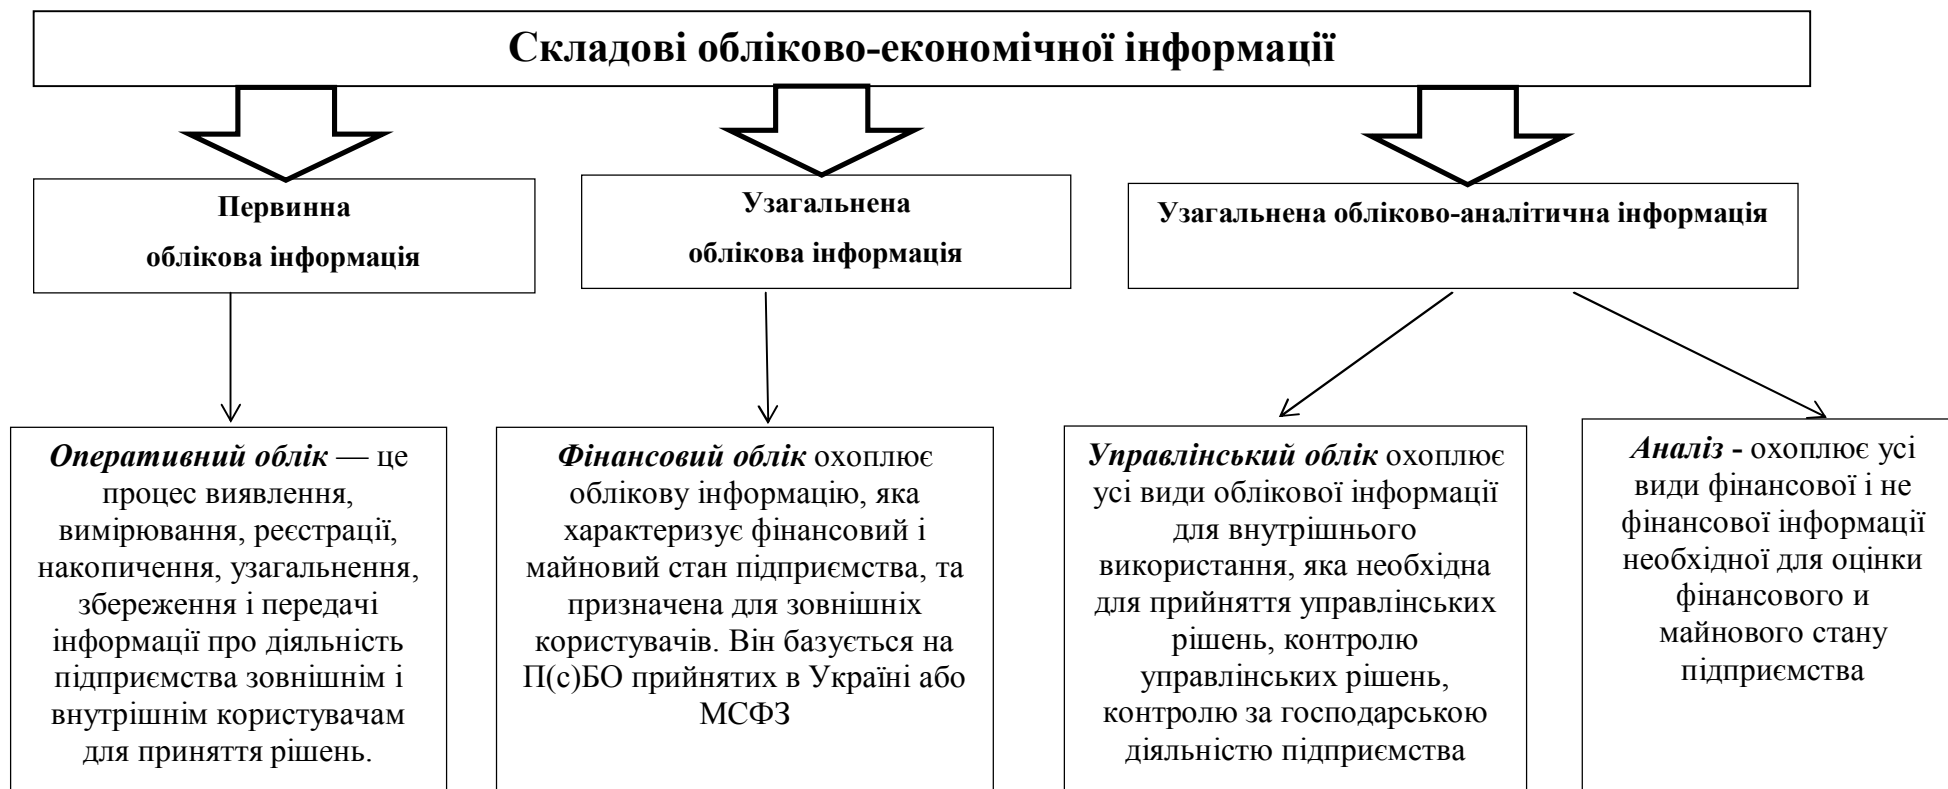 Складові обліково-економічної інформації
Первинна
облікова інформація
Узагальнена
облікова інформація
Узагальнена обліково-аналітична інформація
Оперативний облік — це
процес виявлення,
вимірювання, реєстрації,
накопичення, узагальнення,
збереження і передачі
інформації про діяльність
підприємства зовнішнім і
внутрішнім користувачам
для приняття рішень.
Фінансовий облік охоплює
облікову інформацію, яка
характеризує фінансовий і
майновий стан підприємства, та
призначена для зовнішніх
користувачів. Він базується на
П(с)БО прийнятих в Україні або
МСФЗ
Управлінський облік охоплює
усі види облікової інформації
для внутрішнього
використання, яка необхідна
для прийняття управлінських
рішень, контролю
управлінських рішень,
контролю за господарською
діяльністю підприємства
Аналіз - охоплює усі
види фінансової і не
фінансової інформації
необхідної для оцінки
фінансового и
майнового стану
підприємства